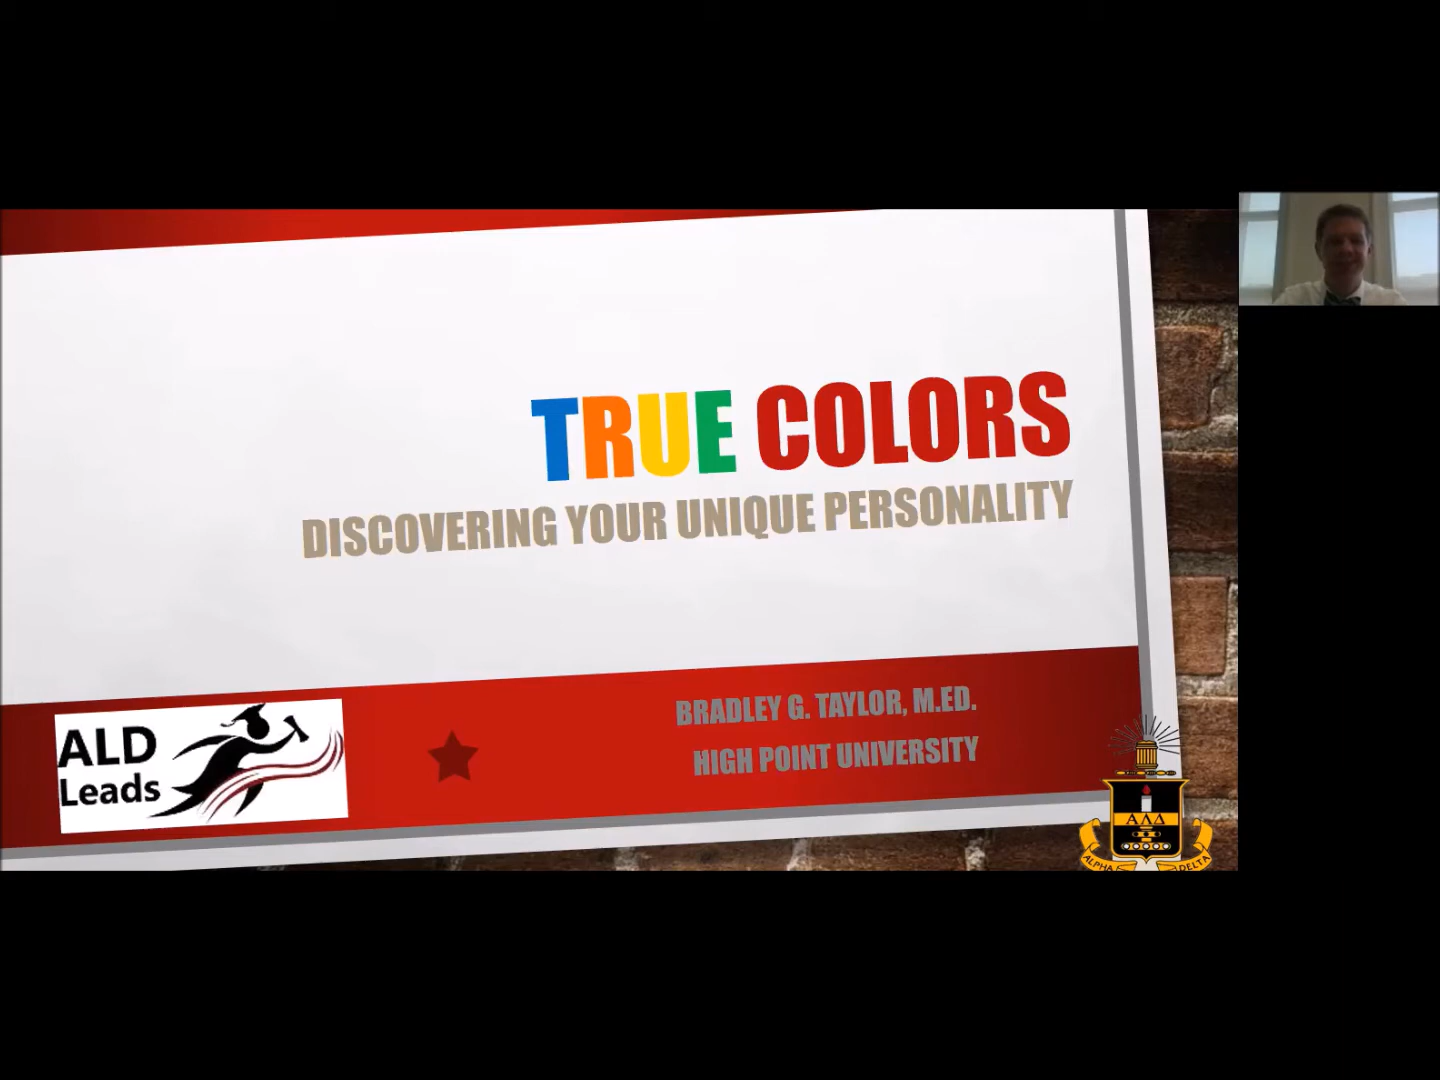 TRUE COLORS
DISCOVERING YOUR UNIQUE PERSONALITY
BRADLEY G. TAYLOR, M.ED.
HIGH POINT UNIVERSITY
ALD
Leads
ΑΛΔ
ALPHA
DELTA